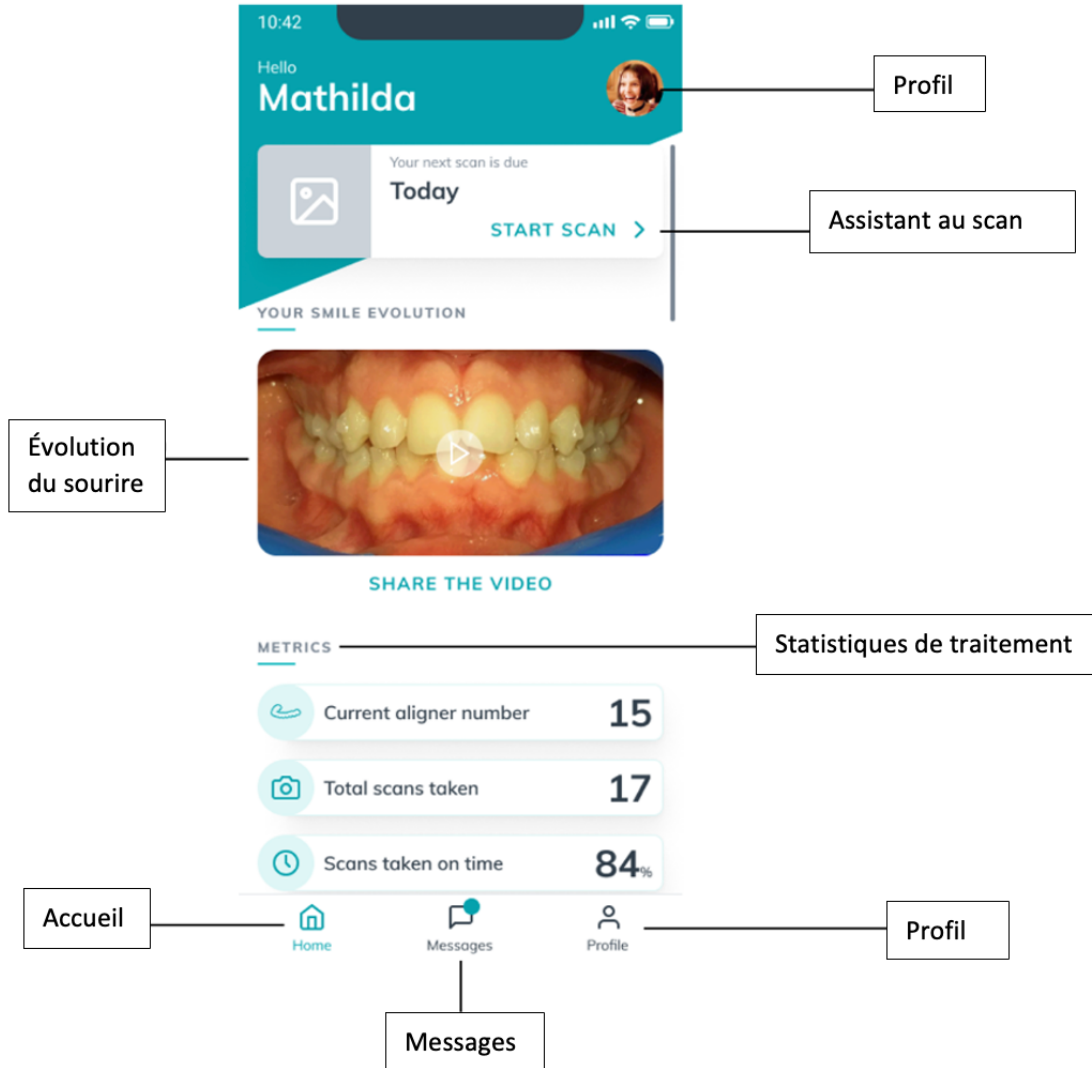 10:42
Hello
Mathilda
Profil
Your next scan is due
Today
START SCAN
Assistant au scan
YOUR SMILE EVOLUTION
Évolution
du sourire
SHARE THE VIDEO
METRICS
Statistiques de traitement
Current aligner number 15
Total scans taken 17
Scans taken on time 84%
Accueil
Home
Messages
Profile
Profil
Messages